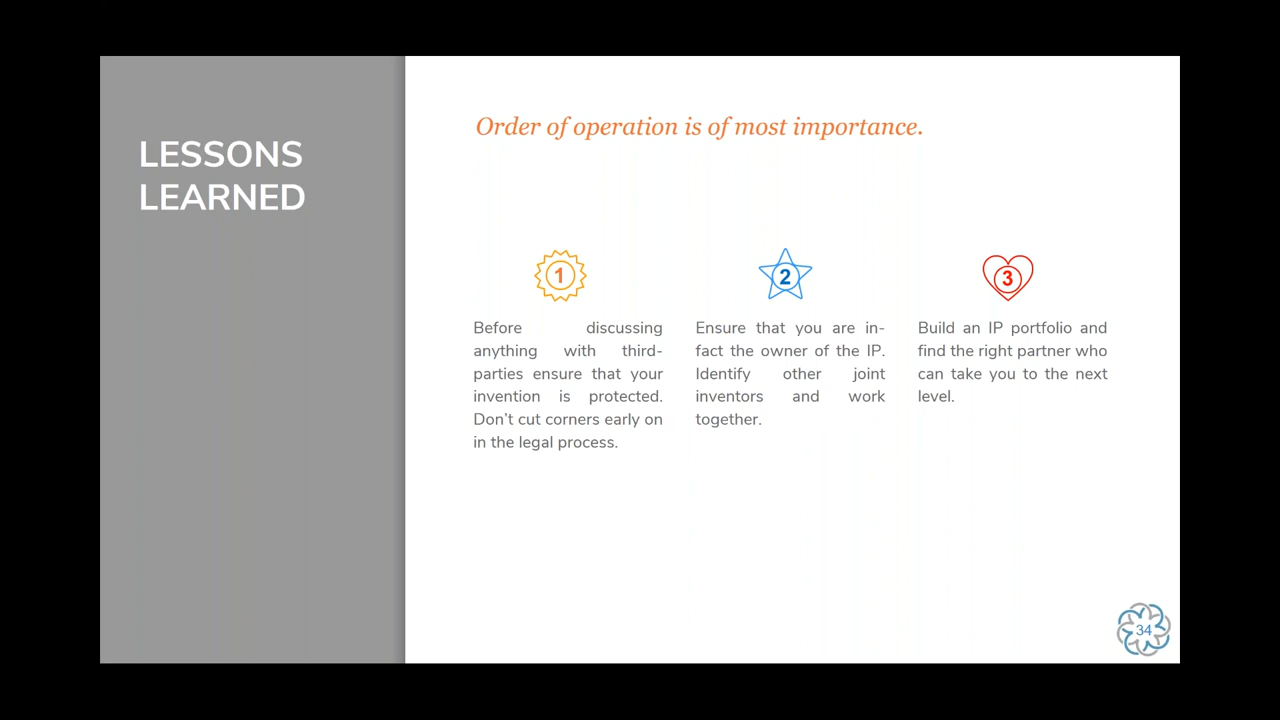 LESSONS
LEARNED
Order of operation is of most importance.
1
Before discussing
anything with third-
parties ensure that your
invention is protected.
Don't cut corners early on
in the legal process.
2
Ensure that you are in-
fact the owner of the IP.
Identify other joint
inventors and work
together.
3
Build an IP portfolio and
find the right partner who
can take you to the next
level.
34